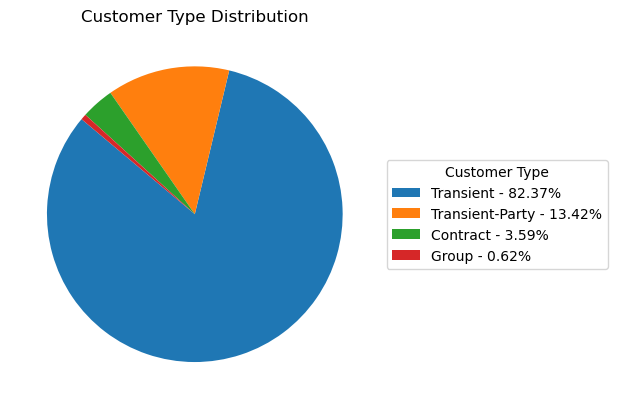 Customer Type Distribution
Customer Type
Transient - 82.37%
Transient-Party - 13.42%
Contract - 3.59%
Group - 0.62%